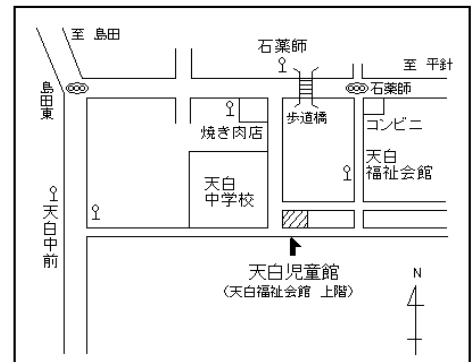 至 島田
石薬師
至 平針
島田東
石薬師
歩道橋
焼き肉店
コンビニ
天白
福祉会館
天白
中学校
天白中前
天白児童館
(天白福祉会館 上階)
N